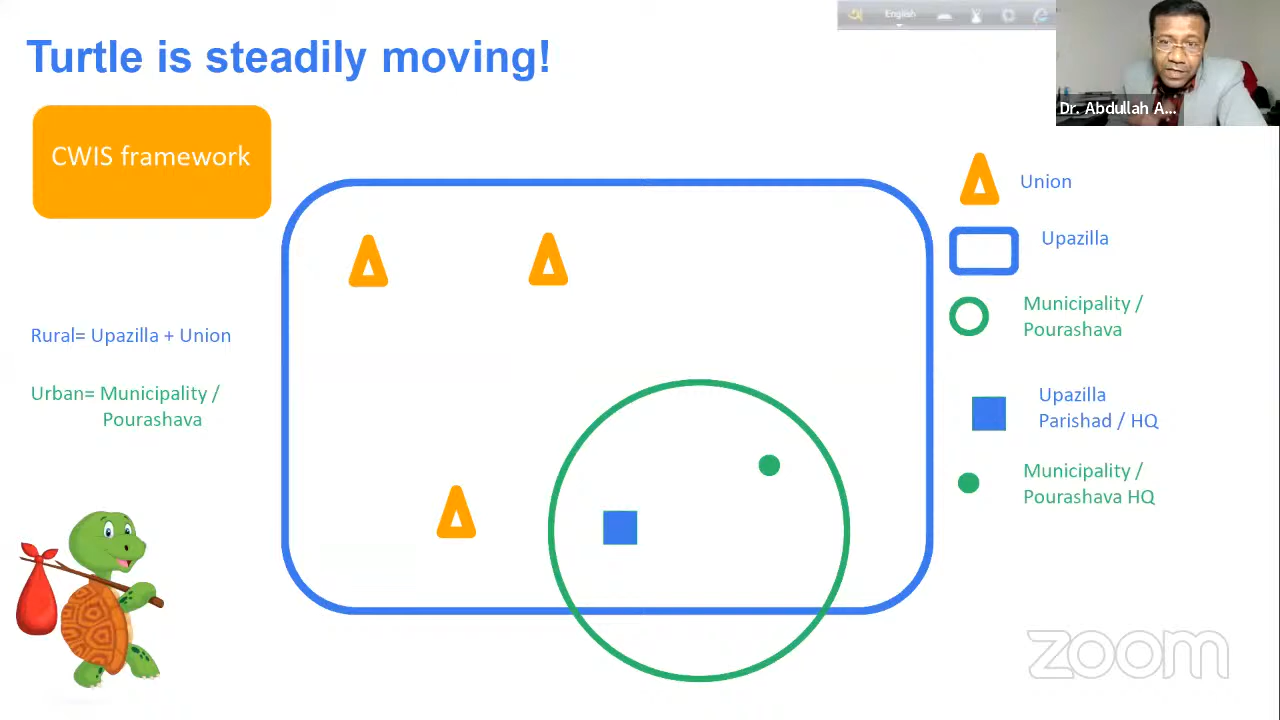 Turtle is steadily moving!
English
Dr. Abdullah A...
CWIS framework
Rural= Upazilla + Union
Urban= Municipality /
Pourashava
Union
Upazilla
Municipality /
Pourashava
Upazilla
Parishad / HQ
Municipality /
Pourashava HQ
zoom